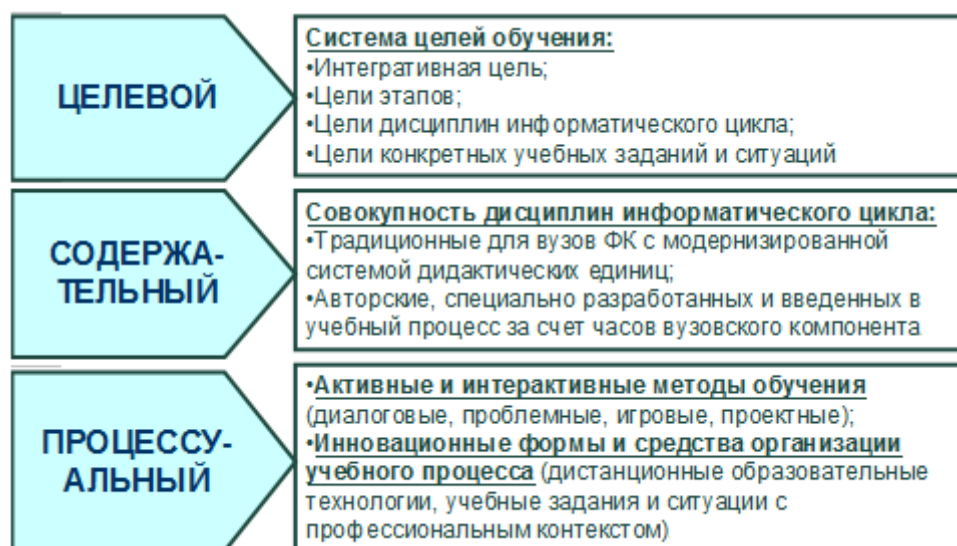 ЦЕЛЕВОЙ
Система целей обучения:
•Интегративная цель;
•Цели этапов;
•Цели дисциплин информатического цикла;
•Цели конкретных учебных заданий и ситуаций
СОДЕРЖА-
ТЕЛЬНЫЙ
Совокупность дисциплин информатического цикла:
•Традиционные для вузов ФК с модернизированной
системой дидактических единиц;
•Авторские, специально разработанных и введенных в
учебный процесс за счет часов вузовского компонента
ПРОЦЕССУ-
АЛЬНЫЙ
•Активные и интерактивные методы обучения
(диалоговые, проблемные, игровые, проектные);
•Инновационные формы и средства организации
учебного процесса (дистанционные образовательные
технологии, учебные задания и ситуации с
профессиональным контекстом)